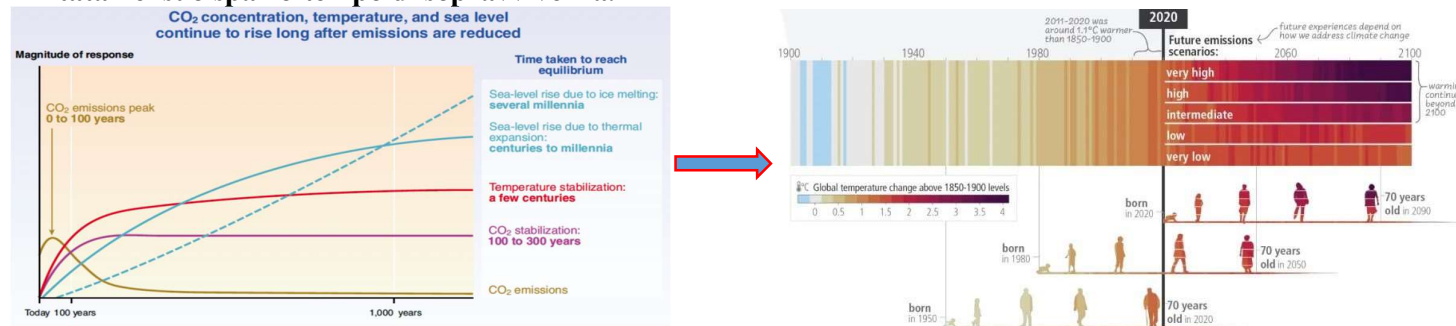 CO₂ concentration, temperature, and sea level
continue to rise long after emissions are reduced
Magnitude of response
Time taken to reach
equilibrium
CO₂ emissions peak
0 to 100 years
Sea-level rise due to ice melting:
several millennia
Sea-level rise due to thermal
expansion:
centuries to millennia
Temperature stabilization:
a few centuries
CO₂ stabilization:
100 to 300 years
CO₂ emissions
Today 100 years
1,000 years
2011-2020 was
around 1.1°C warmer
than 1850-1900
2020
future experiences depend on
how we address climate change
Future emissions
scenarios:
1900
1940
1980
2060
2100
very high
high
intermediate
low
very low
warming
continues
beyond
2100
°C Global temperature change above 1850-1900 levels
0 0.5 1 1.5 2 2.5 3 3.5 4
born
in 2020
70 years
old in 2090
born
in 1980
70 years
old in 2050
born
in 1950
70 years
old in 2020